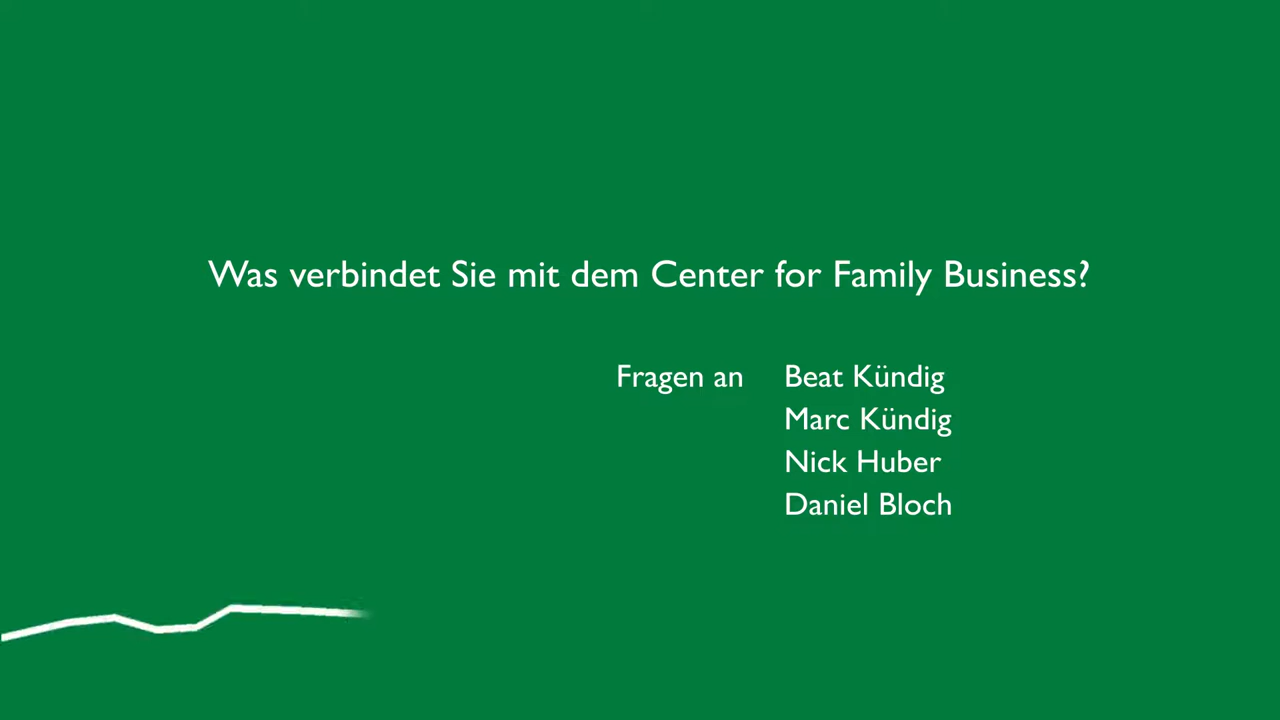 Was verbindet Sie mit dem Center for Family Business?
Fragen an Beat Kündig
Marc Kündig
Nick Huber
Daniel Bloch